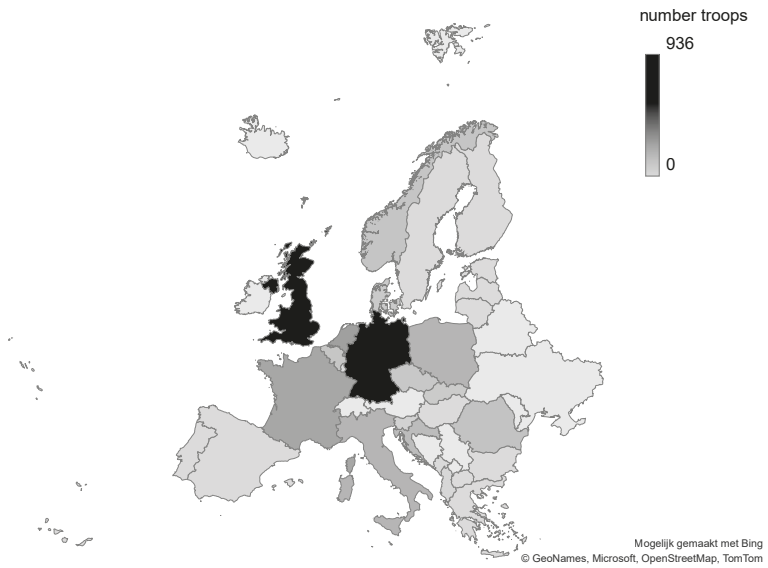 number troops
936
0
Mogelijk gemaakt met Bing
© GeoNames, Microsoft, OpenStreetMap, TomTom